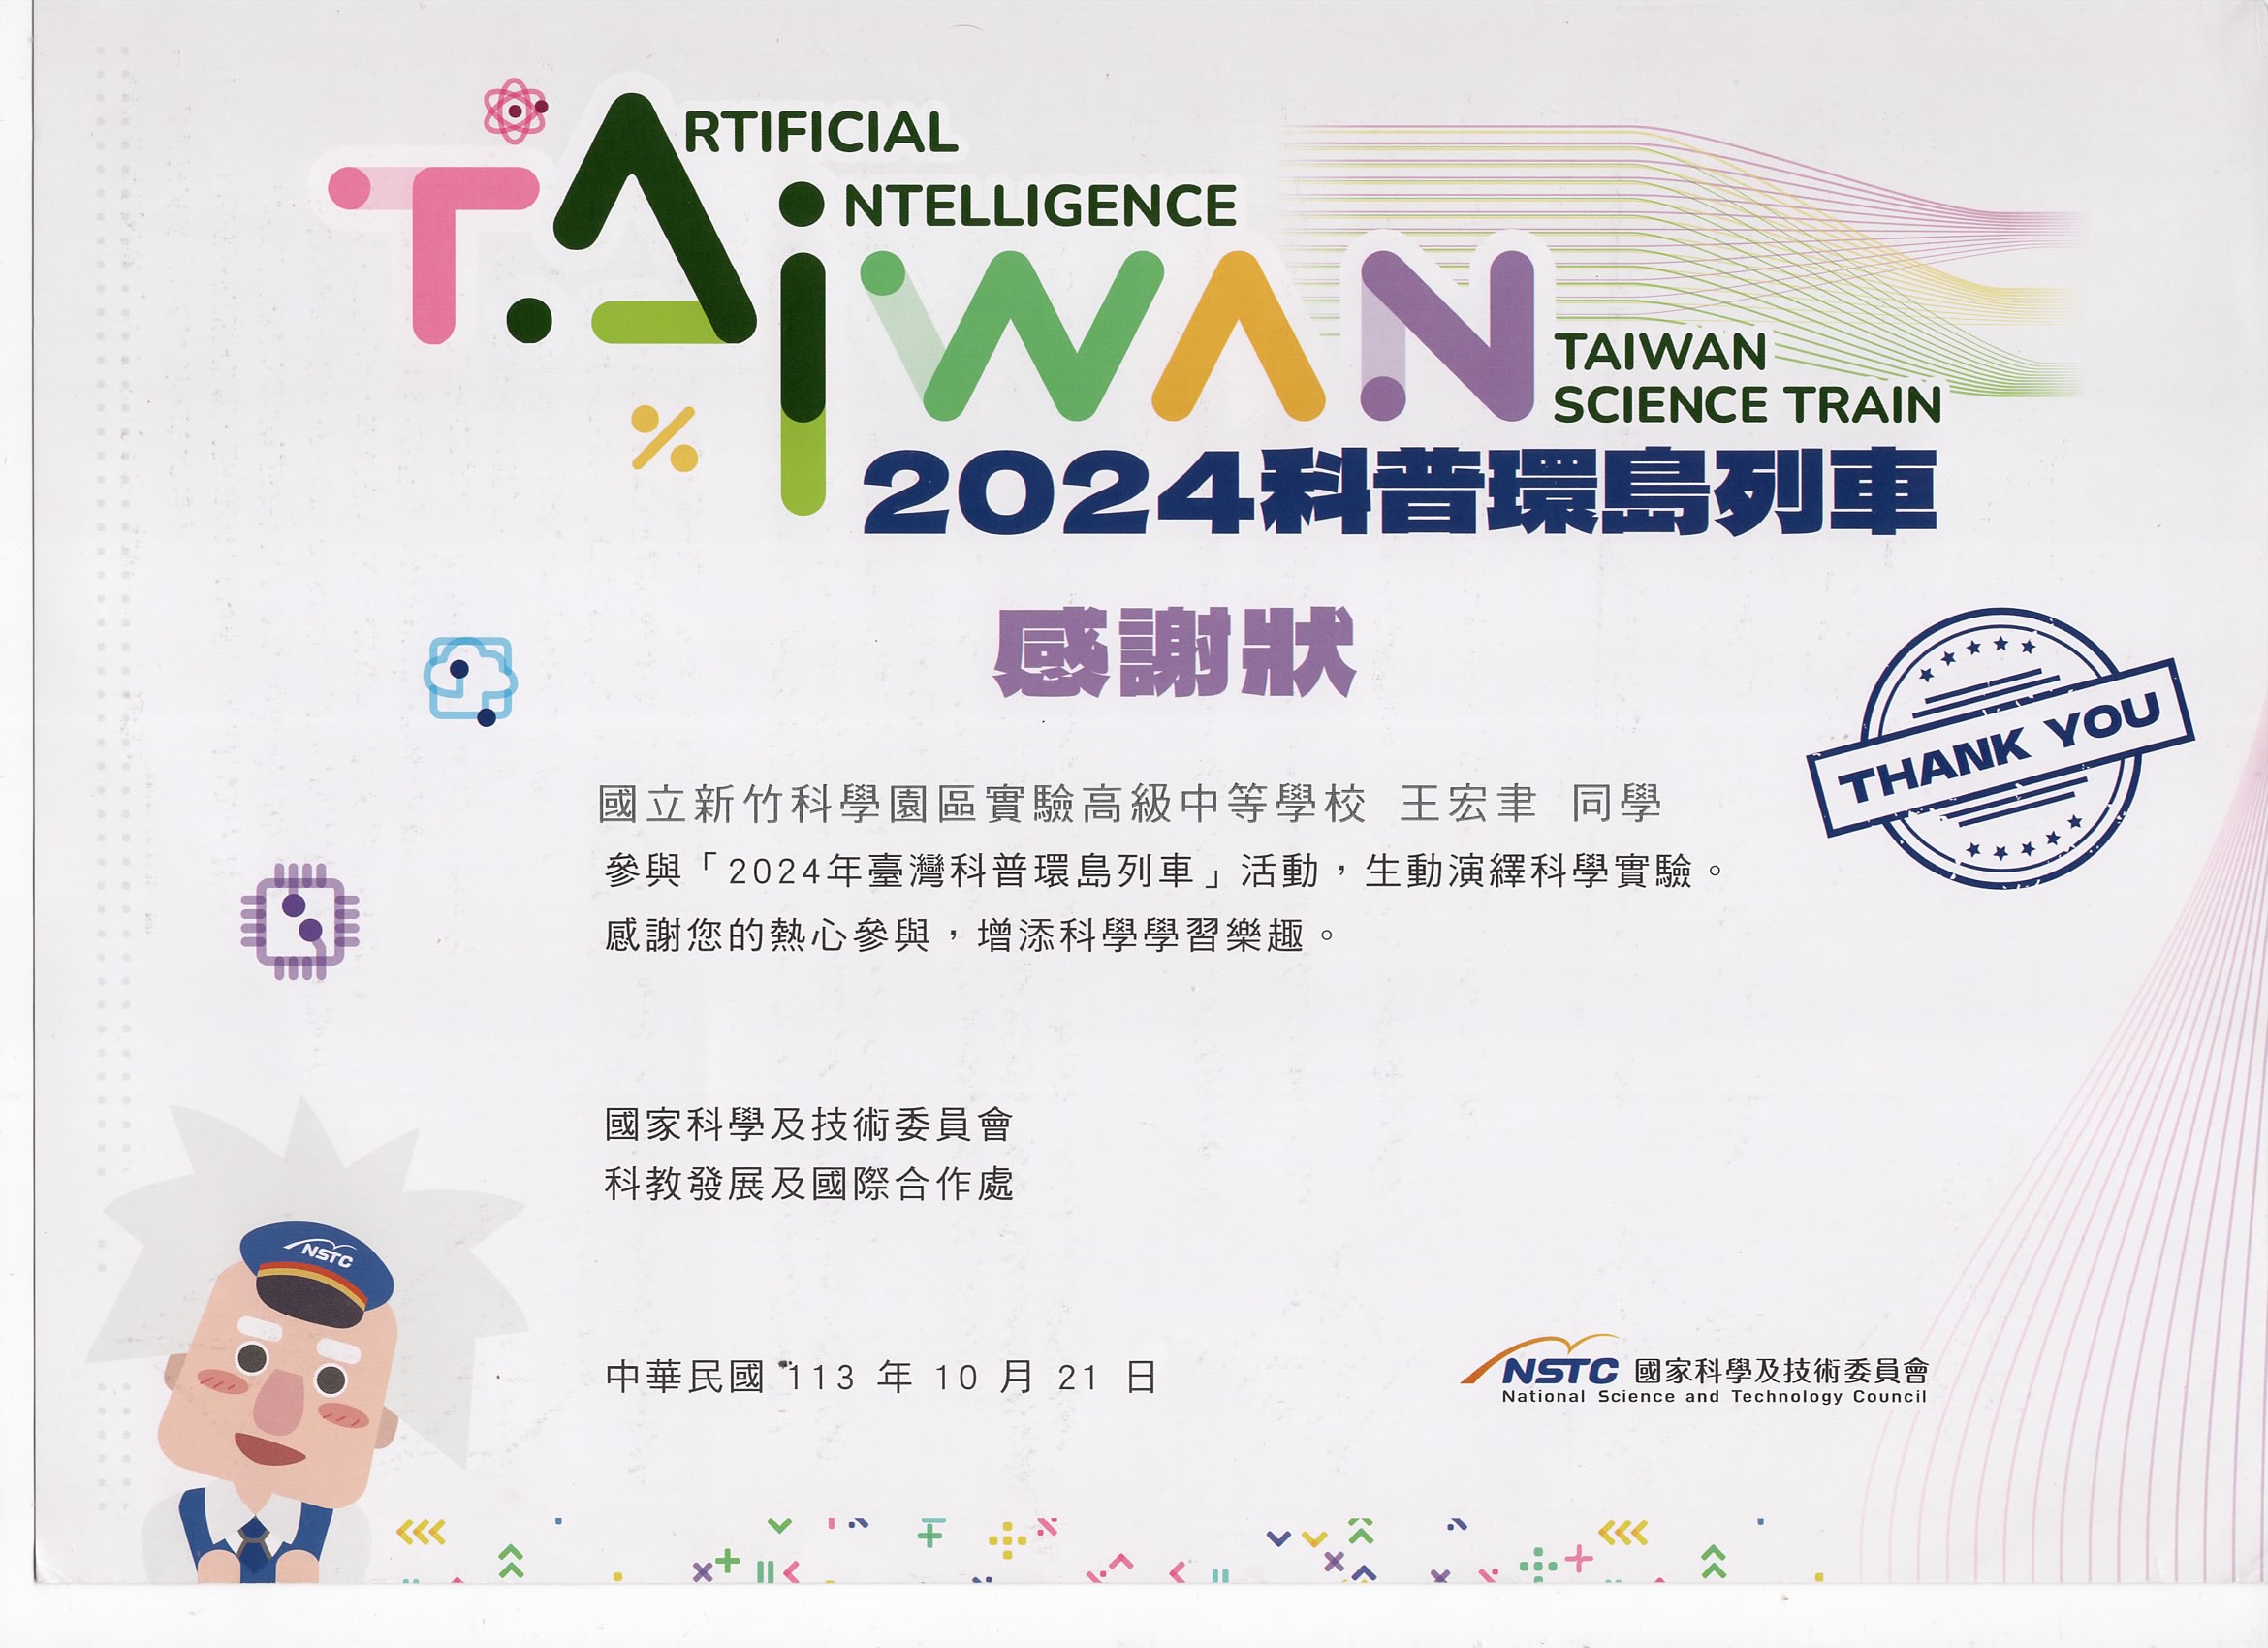 ARTIFICIAL
iNTELLIGENCE
T.AiWAN
TAIWAN
SCIENCE TRAIN
2024科普環島列車
感謝狀
THANK YOU
國立新竹科學園區實驗高級中等學校 王宏聿 同學
參與「2024年臺灣科普環島列車」活動，生動演繹科學實驗。
感謝您的熱心參與，增添科學學習樂趣。
國家科學及技術委員會
科教發展及國際合作處
NSTC
中華民國 113 年 10 月 21 日
NSTC 國家科學及技術委員會
National Science and Technology Council